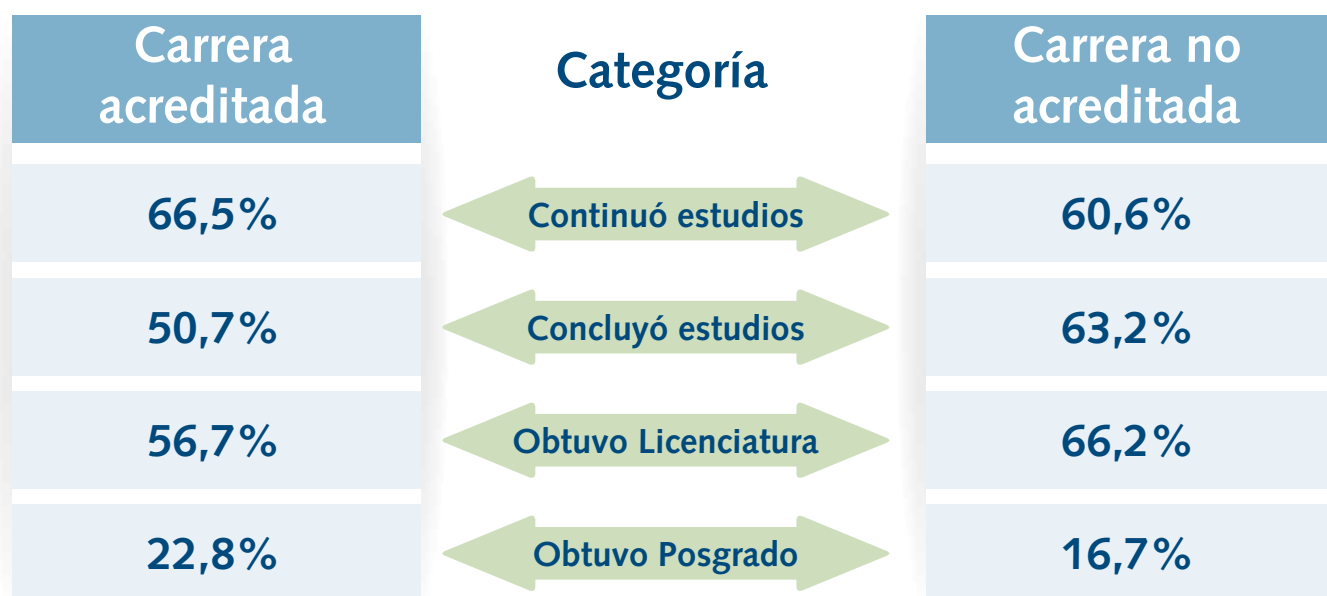 Carrera
acreditada
Categoría
Carrera no
acreditada
66,5%
Continuó estudios
60,6%
50,7%
Concluyó estudios
63,2%
56,7%
Obtuvo Licenciatura
66,2%
22,8%
Obtuvo Posgrado
16,7%